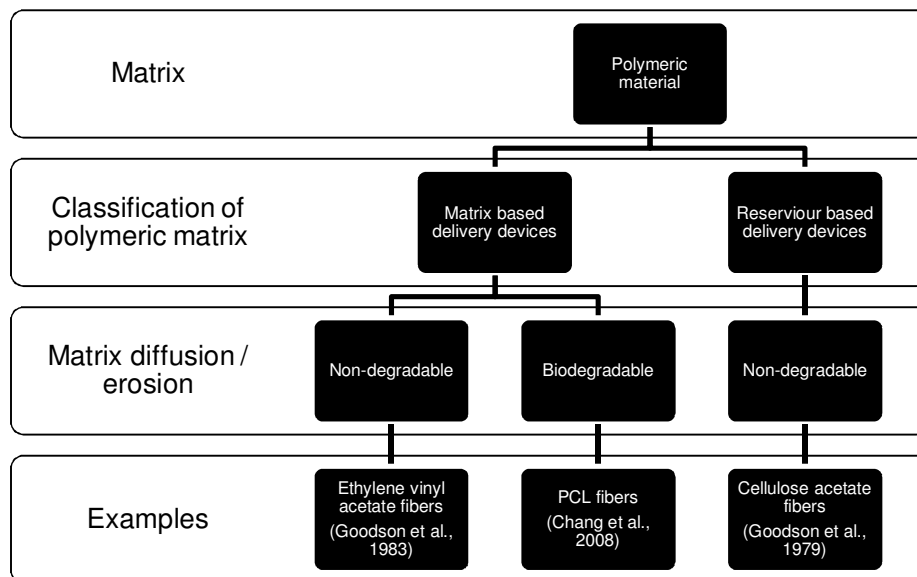 Matrix
Polymeric
material
Classification of
polymeric matrix
Matrix based
delivery devices
Reserviour based
delivery devices
Matrix diffusion /
erosion
Non-degradable
Biodegradable
Non-degradable
Examples
Ethylene vinyl
acetate fibers
(Goodson et al.,
1983)
PCL fibers
(Chang et al.,
2008)
Cellulose acetate
fibers
(Goodson et al.,
1979)